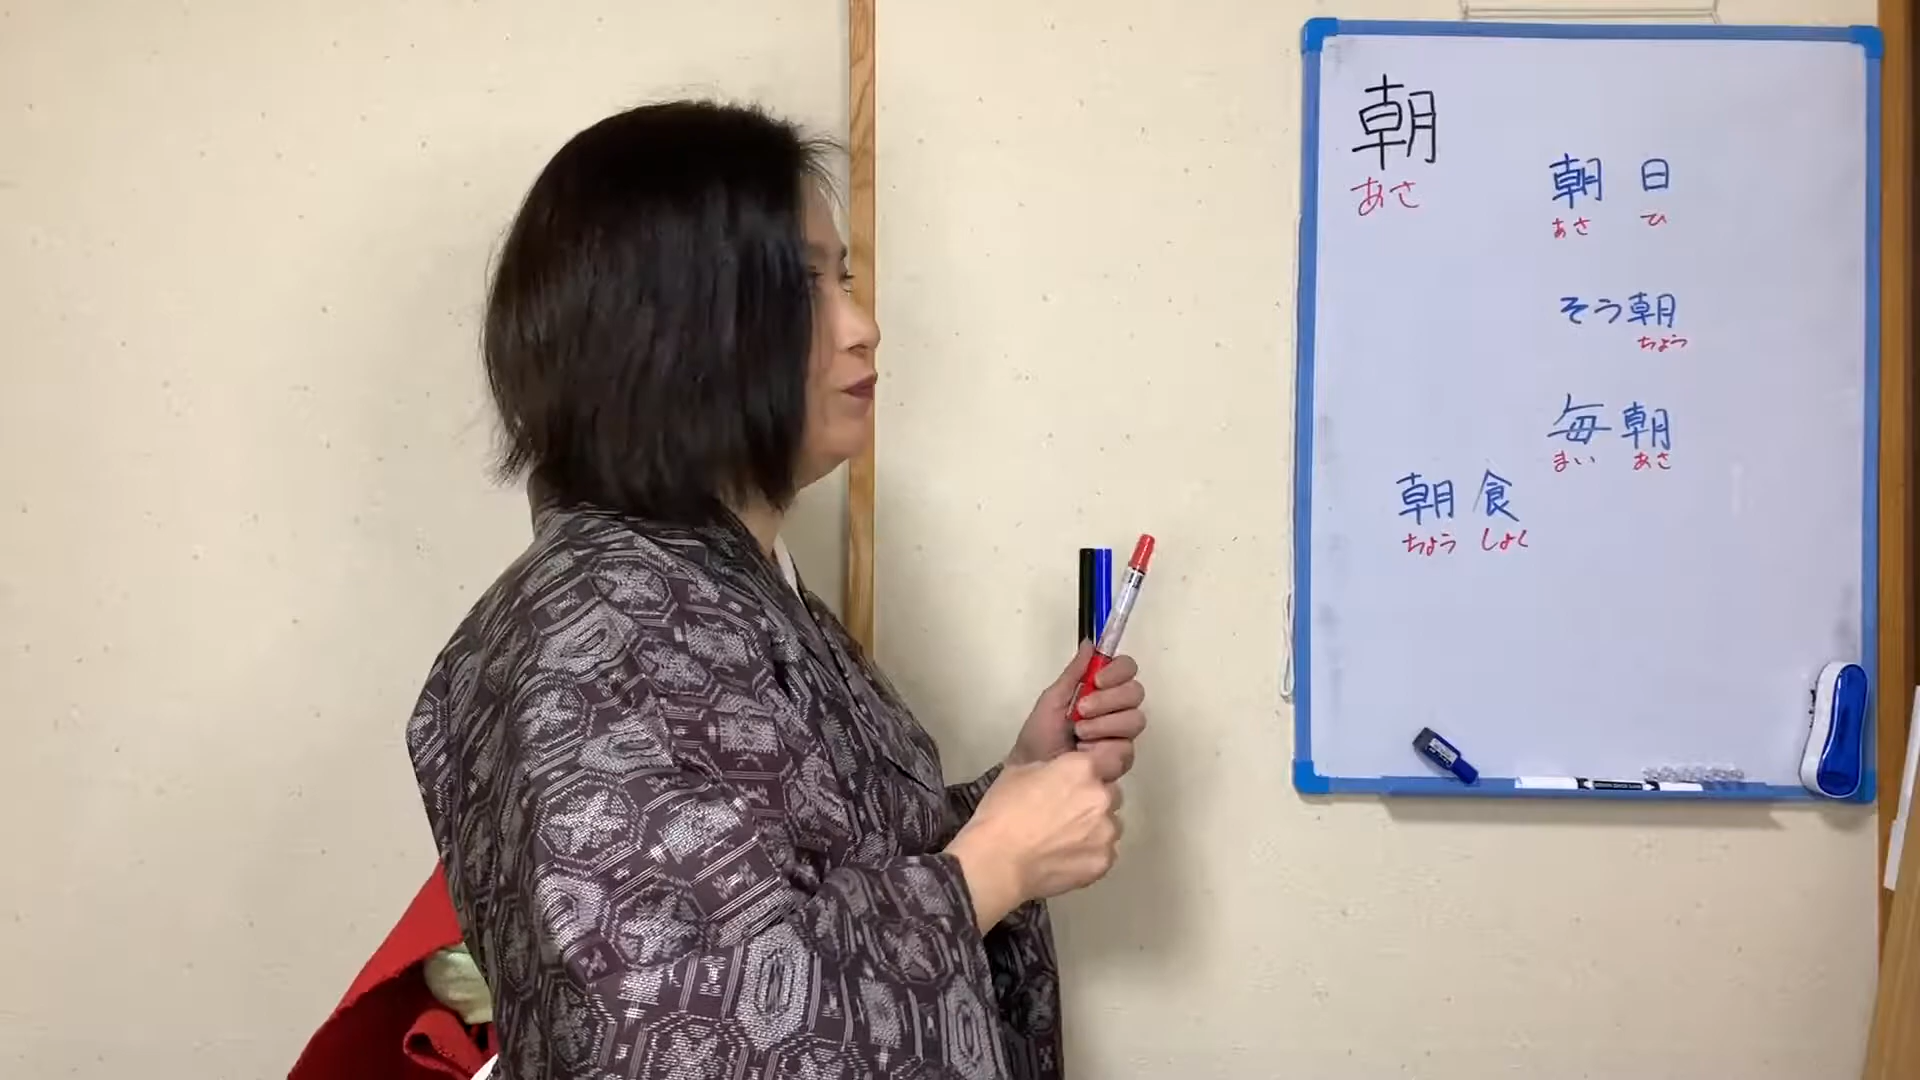 朝
あさ
朝日
あさ ひ
そう朝
ちょう
毎朝
まい あさ
朝食
ちょう しょく